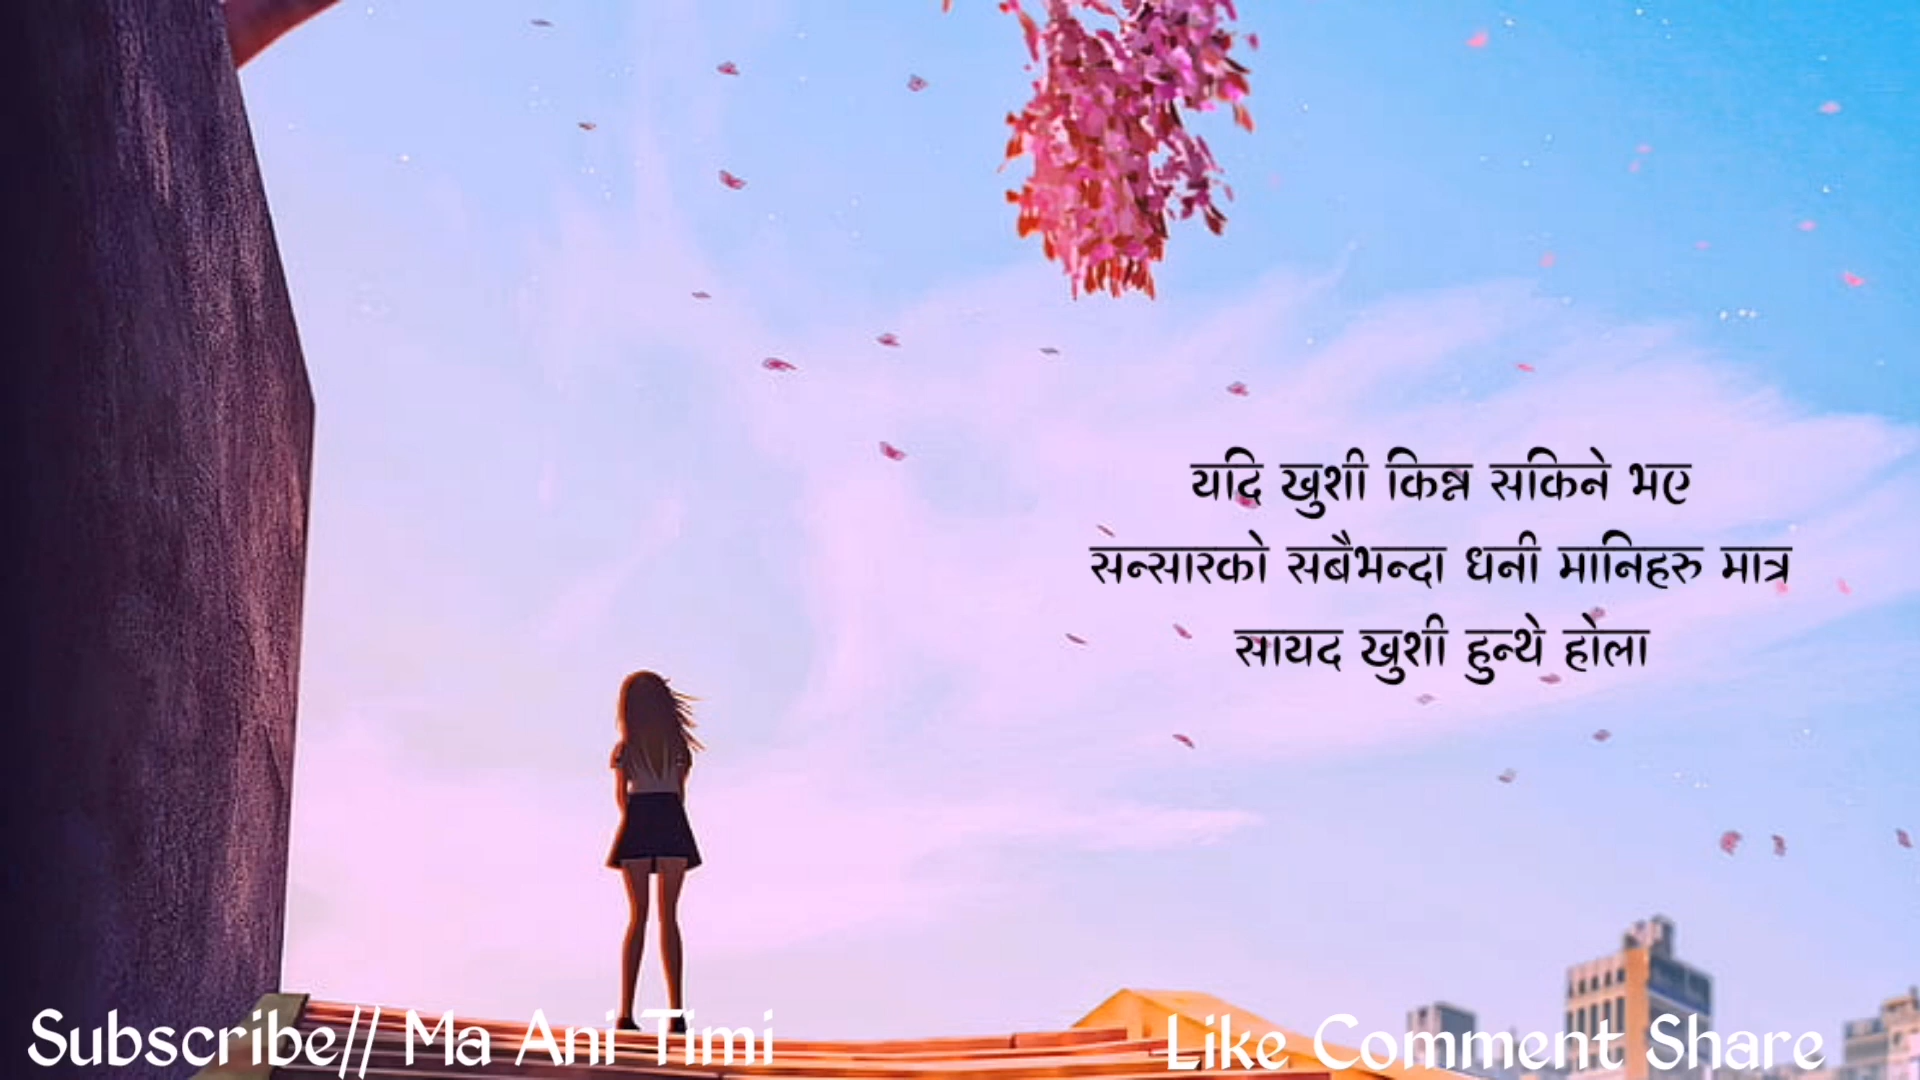 यदि खुशी किन्न सकिने भए
सन्सारको सबैभन्दा धनी मानिहरु मात्र
सायद खुशी हुन्थे होला
Subscribe// Ma Ani Timi
Like Comment Share